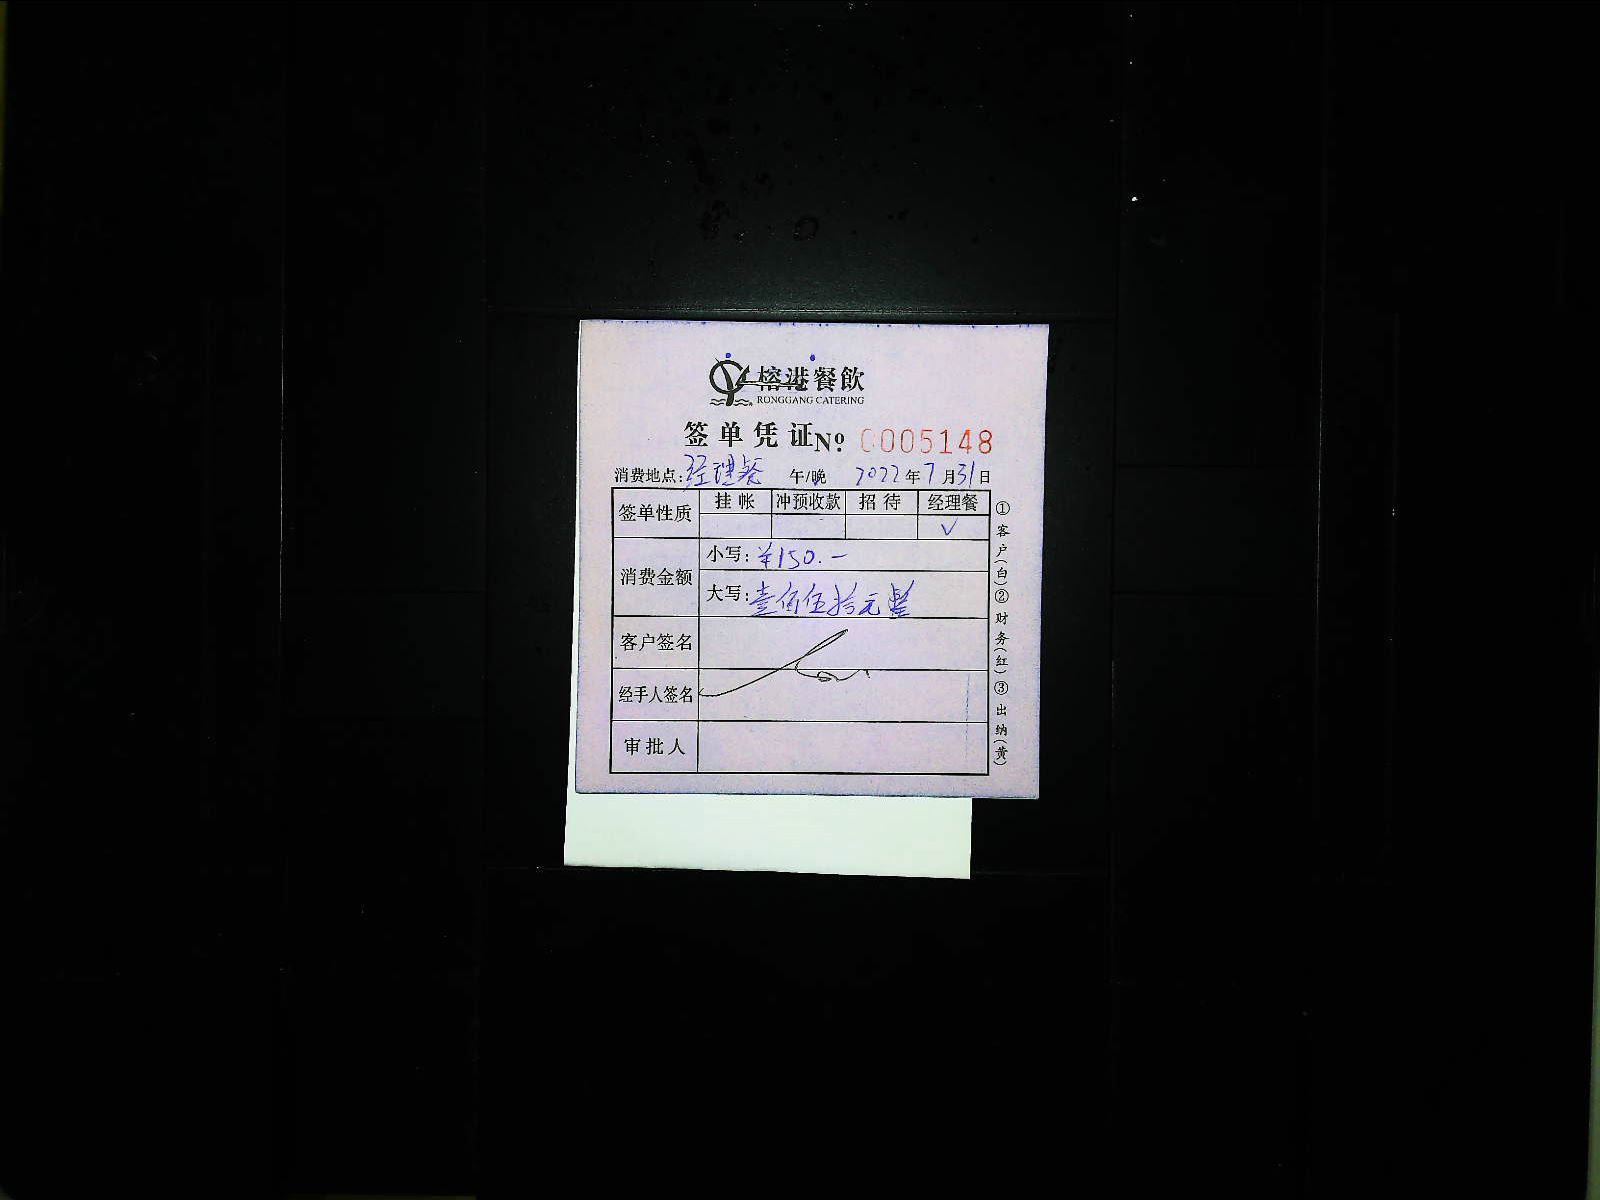 榕港餐飲
RONGGANG CATERING
签单凭证 №: 0005148
消费地点: 经理餐 午/晚 2022年7月31日
签单性质 挂帐 冲预收款 招待 经理餐
✓
消费金额 小写: ¥150.—
大写: 壹佰伍拾元整
客户签名
经手人签名
审批人
①客户(白)②财务(红)③出纳(黄)